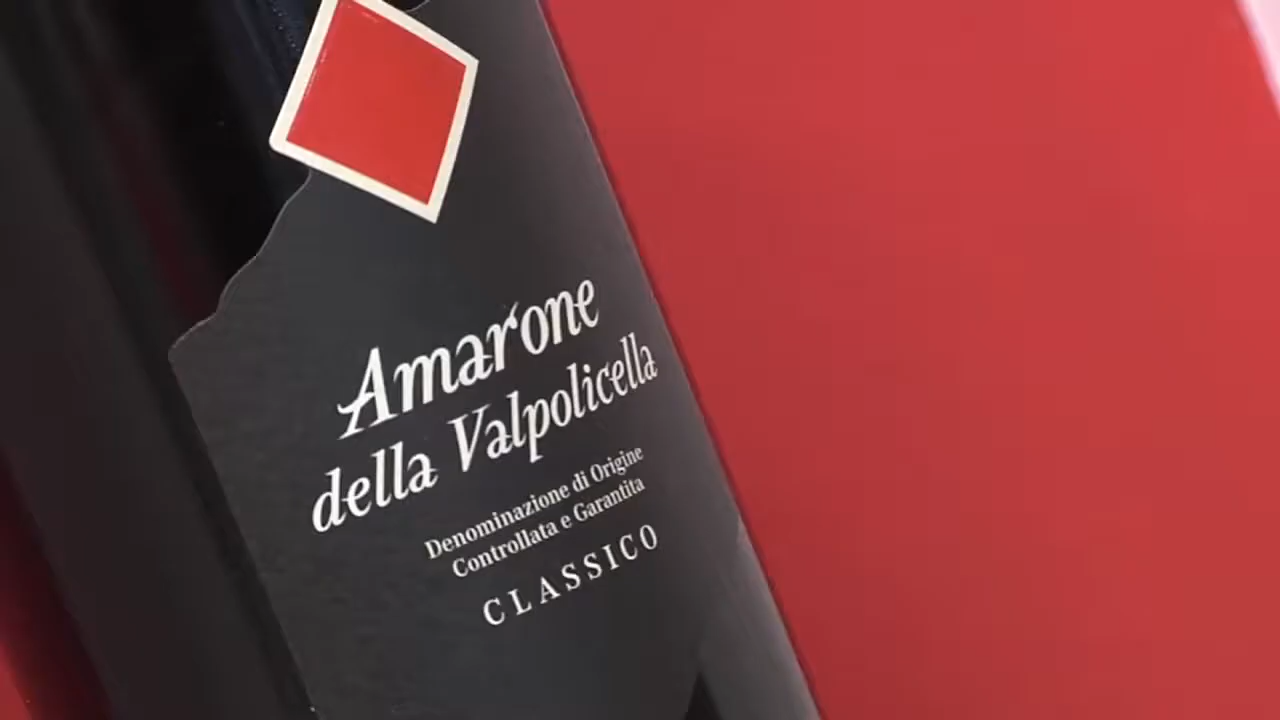 Amarone
della Valpolicella
Denominazione di Origine
Controllata e Garantita
CLASSICO